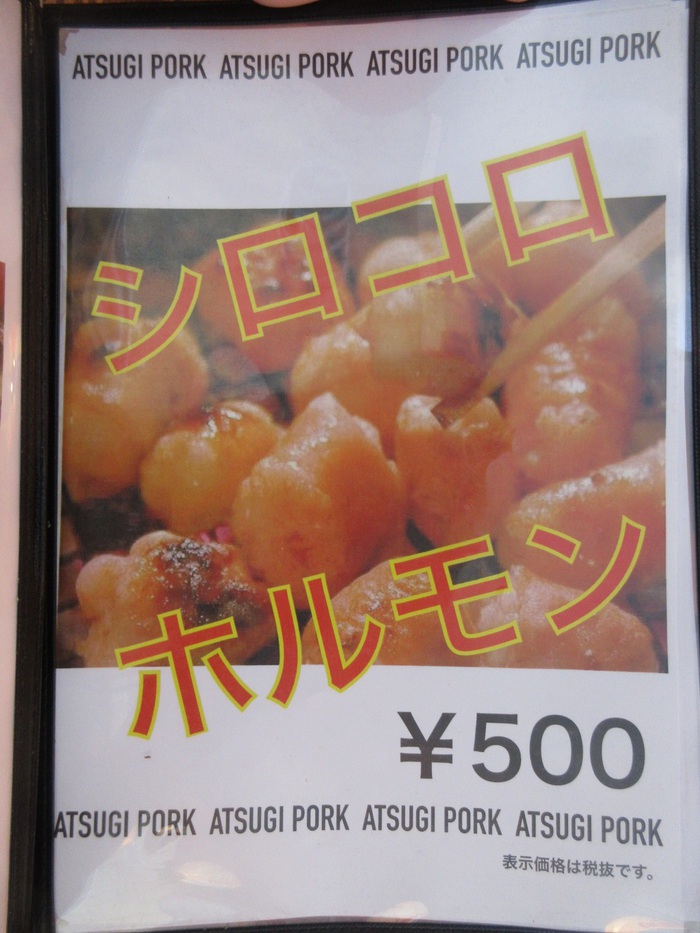 ATSUGI PORK ATSUGI PORK ATSUGI PORK ATSUGI PORK
シロコロ
ホルモン
¥500
ATSUGI PORK ATSUGI PORK ATSUGI PORK ATSUGI PORK
表示価格は税抜です。